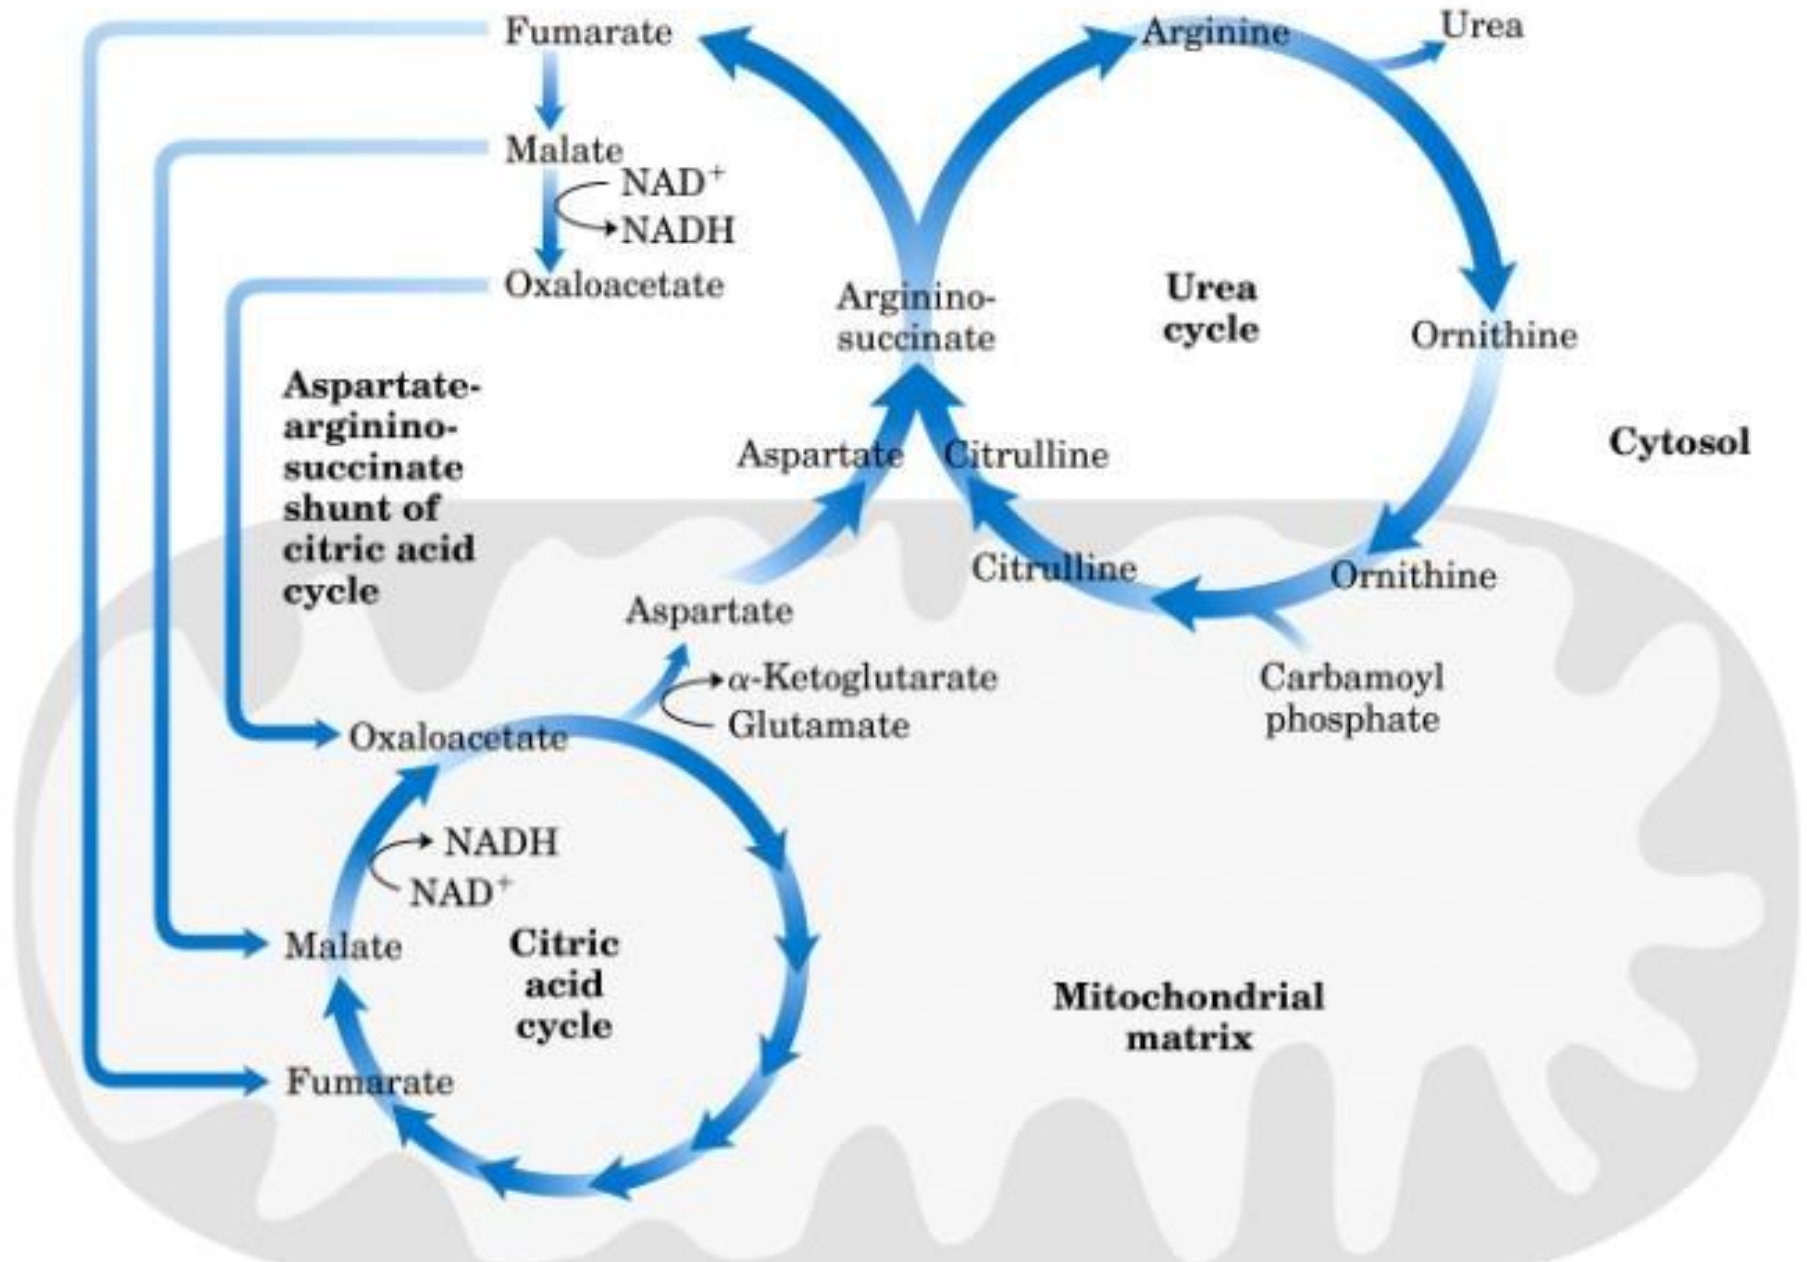 Fumarate
Arginine
Urea
Malate
NAD⁺
NADH
Oxaloacetate
Arginino-
succinate
Urea
cycle
Ornithine
Aspartate-
arginino-
succinate
shunt of
citric acid
cycle
Aspartate
Citrulline
Cytosol
Citrulline
Ornithine
Aspartate
α-Ketoglutarate
Glutamate
Carbamoyl
phosphate
Oxaloacetate
NADH
NAD⁺
Malate
Citric
acid
cycle
Mitochondrial
matrix
Fumarate